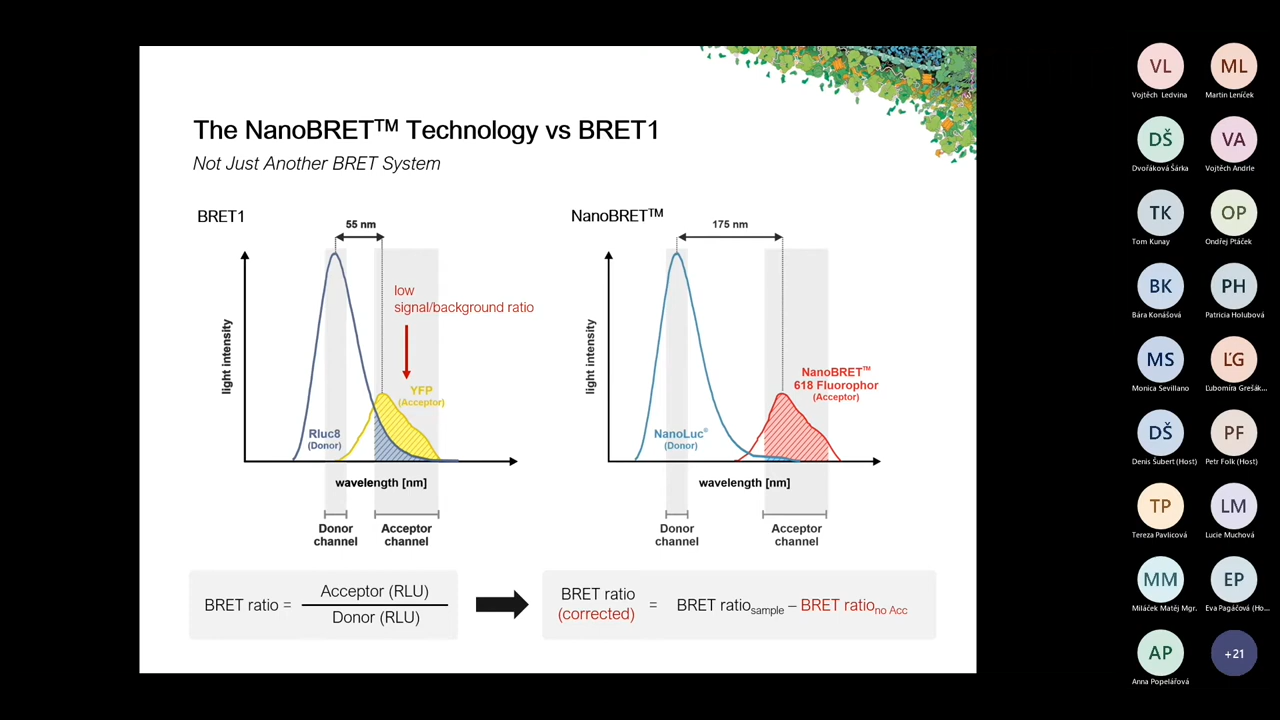 The NanoBRET™ Technology vs BRET1
Not Just Another BRET System
BRET1
55 nm
low
signal/background ratio
YFP
(Acceptor)
Rluc8
(Donor)
light intensity
wavelength [nm]
Donor
channel
Acceptor
channel
NanoBRET™
175 nm
NanoBRET™
618 Fluorophor
(Acceptor)
NanoLuc®
(Donor)
light intensity
wavelength [nm]
Donor
channel
Acceptor
channel
BRET ratio =
Acceptor (RLU)
Donor (RLU)
BRET ratio
(corrected)
= BRET ratiosample – BRET rationo Acc
VL
Vojtěch Ledvina
ML
Martin Leníček
DŠ
Dvořáková Šárka
VA
Vojtěch Andrle
TK
Tom Kunay
OP
Ondřej Ptáček
BK
Bára Konášová
PH
Patricia Holubová
MS
Monica Sevillano
ĽG
Ľubomíra Grešák...
DŠ
Denis Šubert (Host)
PF
Petr Folk (Host)
TP
Tereza Pavlicová
LM
Lucie Muchová
MM
Miláček Matěj Mgr.
EP
Eva Pagáčová (Ho...
AP
Anna Popelářová
+21